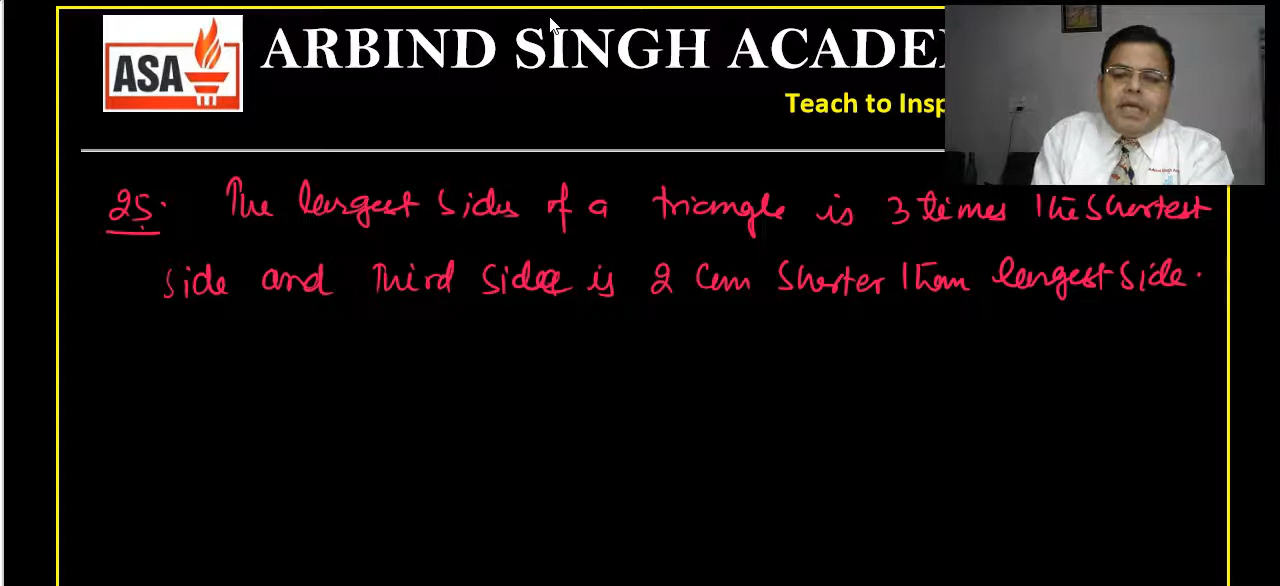 ASA
ARBIND SINGH ACADE
Teach to Insp
25. The largest sides of a triangle is 3 times the shortest
side and third side is 2 cm shorter than largest side.